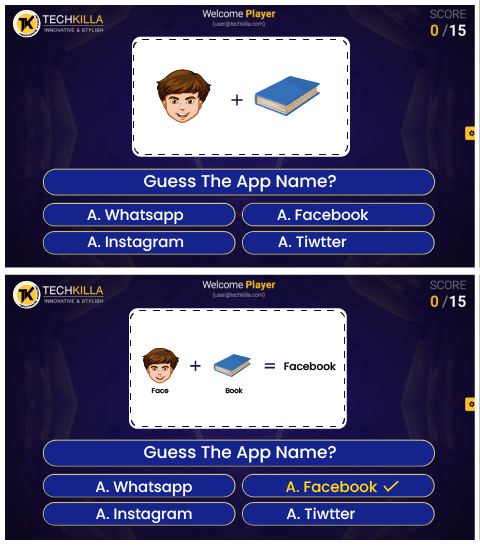 TECHKILLA
INNOVATIVE & STYLISH
Welcome Player
(user@techkilla.com)
SCORE
0 /15
+
Guess The App Name?
A. Whatsapp
A. Facebook
A. Instagram
A. Tiwtter
TECHKILLA
INNOVATIVE & STYLISH
Welcome Player
(user@techkilla.com)
SCORE
0 /15
+ = Facebook
Face Book
Guess The App Name?
A. Whatsapp
A. Facebook ✓
A. Instagram
A. Tiwtter